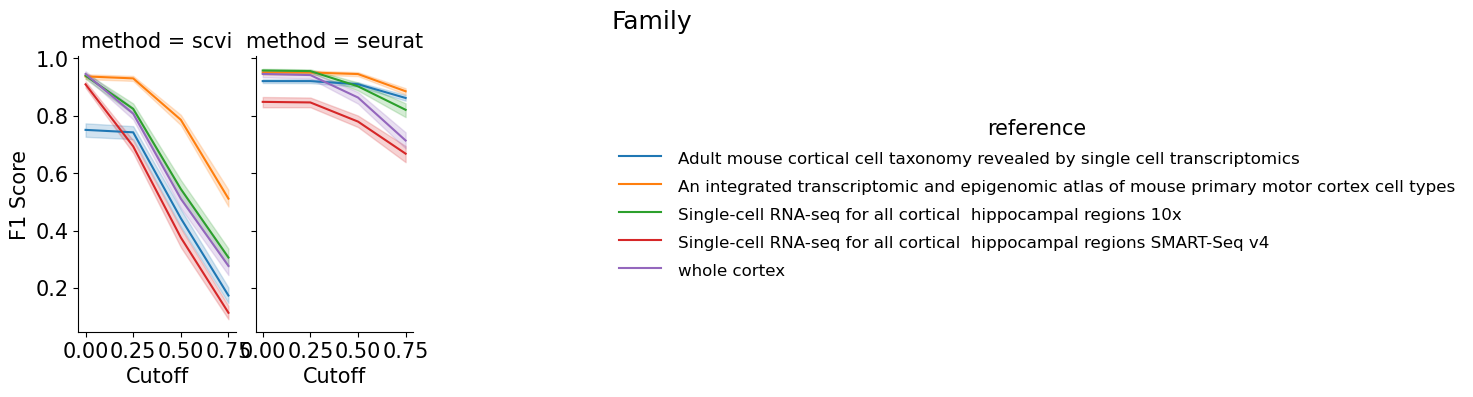 Family
method = scvi method = seurat
1.0
0.8
0.6
0.4
0.2
F1 Score
0.00 0.25 0.50 0.75 0.00 0.25 0.50 0.75
Cutoff Cutoff
reference
Adult mouse cortical cell taxonomy revealed by single cell transcriptomics
An integrated transcriptomic and epigenomic atlas of mouse primary motor cortex cell types
Single-cell RNA-seq for all cortical  hippocampal regions 10x
Single-cell RNA-seq for all cortical  hippocampal regions SMART-Seq v4
whole cortex